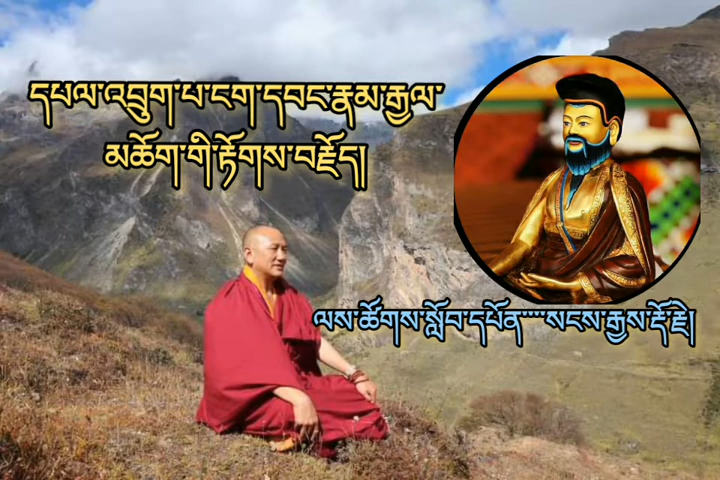 དཔལ་འབྲུག་པ་ངག་དབང་རྣམ་རྒྱལ་
མཆོག་གི་རྟོགས་བརྗོད།
ལས་ཚོགས་སློབ་དཔོན་་་་སངས་རྒྱས་རྡོ་རྗེ།